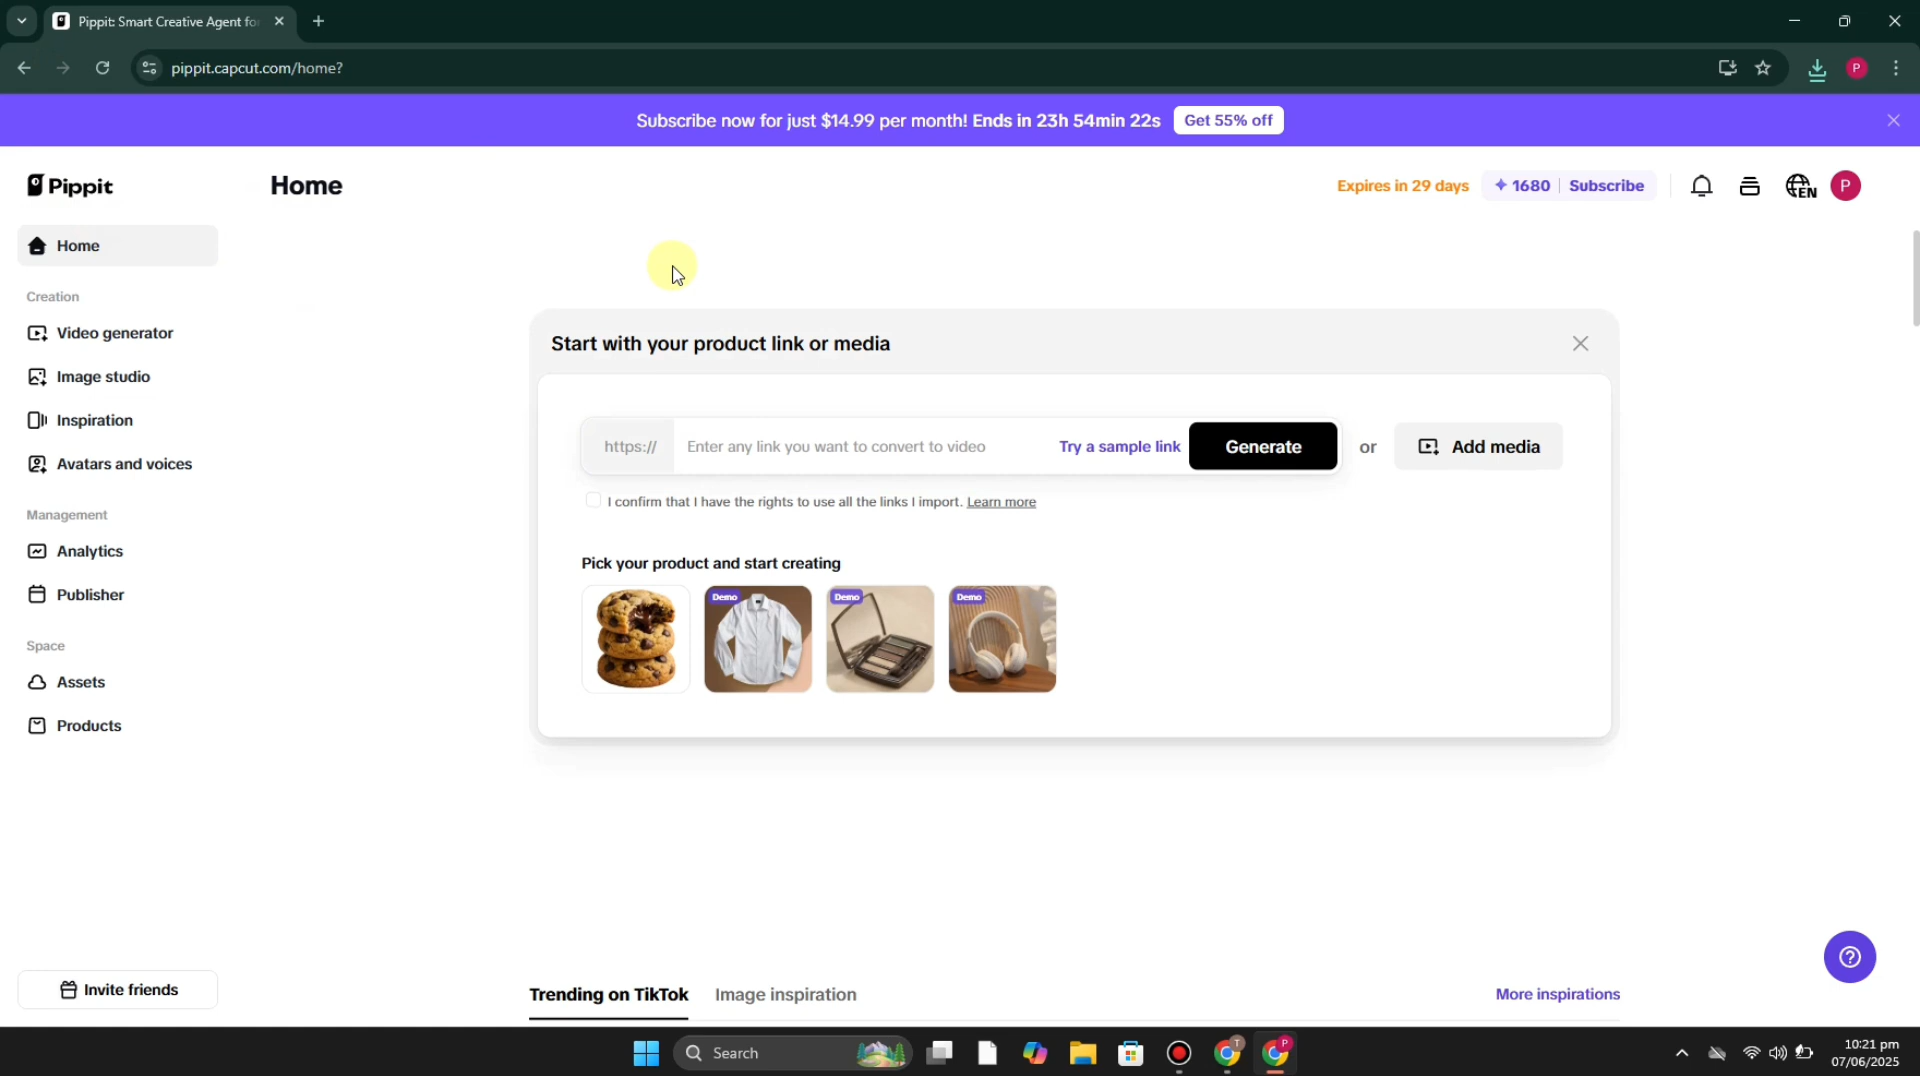 Pippit: Smart Creative Agent for
pippit.capcut.com/home?
P
Subscribe now for just $14.99 per month! Ends in 23h 54min 22s
Get 55% off
Pippit
Home
Expires in 29 days
1680
Subscribe
EN
P
Home
Creation
Video generator
Image studio
Inspiration
Avatars and voices
Management
Analytics
Publisher
Space
Assets
Products
Invite friends
Start with your product link or media
https://
Enter any link you want to convert to video
Try a sample link
Generate
or
Add media
I confirm that I have the rights to use all the links I import. Learn more
Pick your product and start creating
Demo
Demo
Demo
Trending on TikTok
Image inspiration
More inspirations
Search
T
P
10:21 pm
07/06/2025